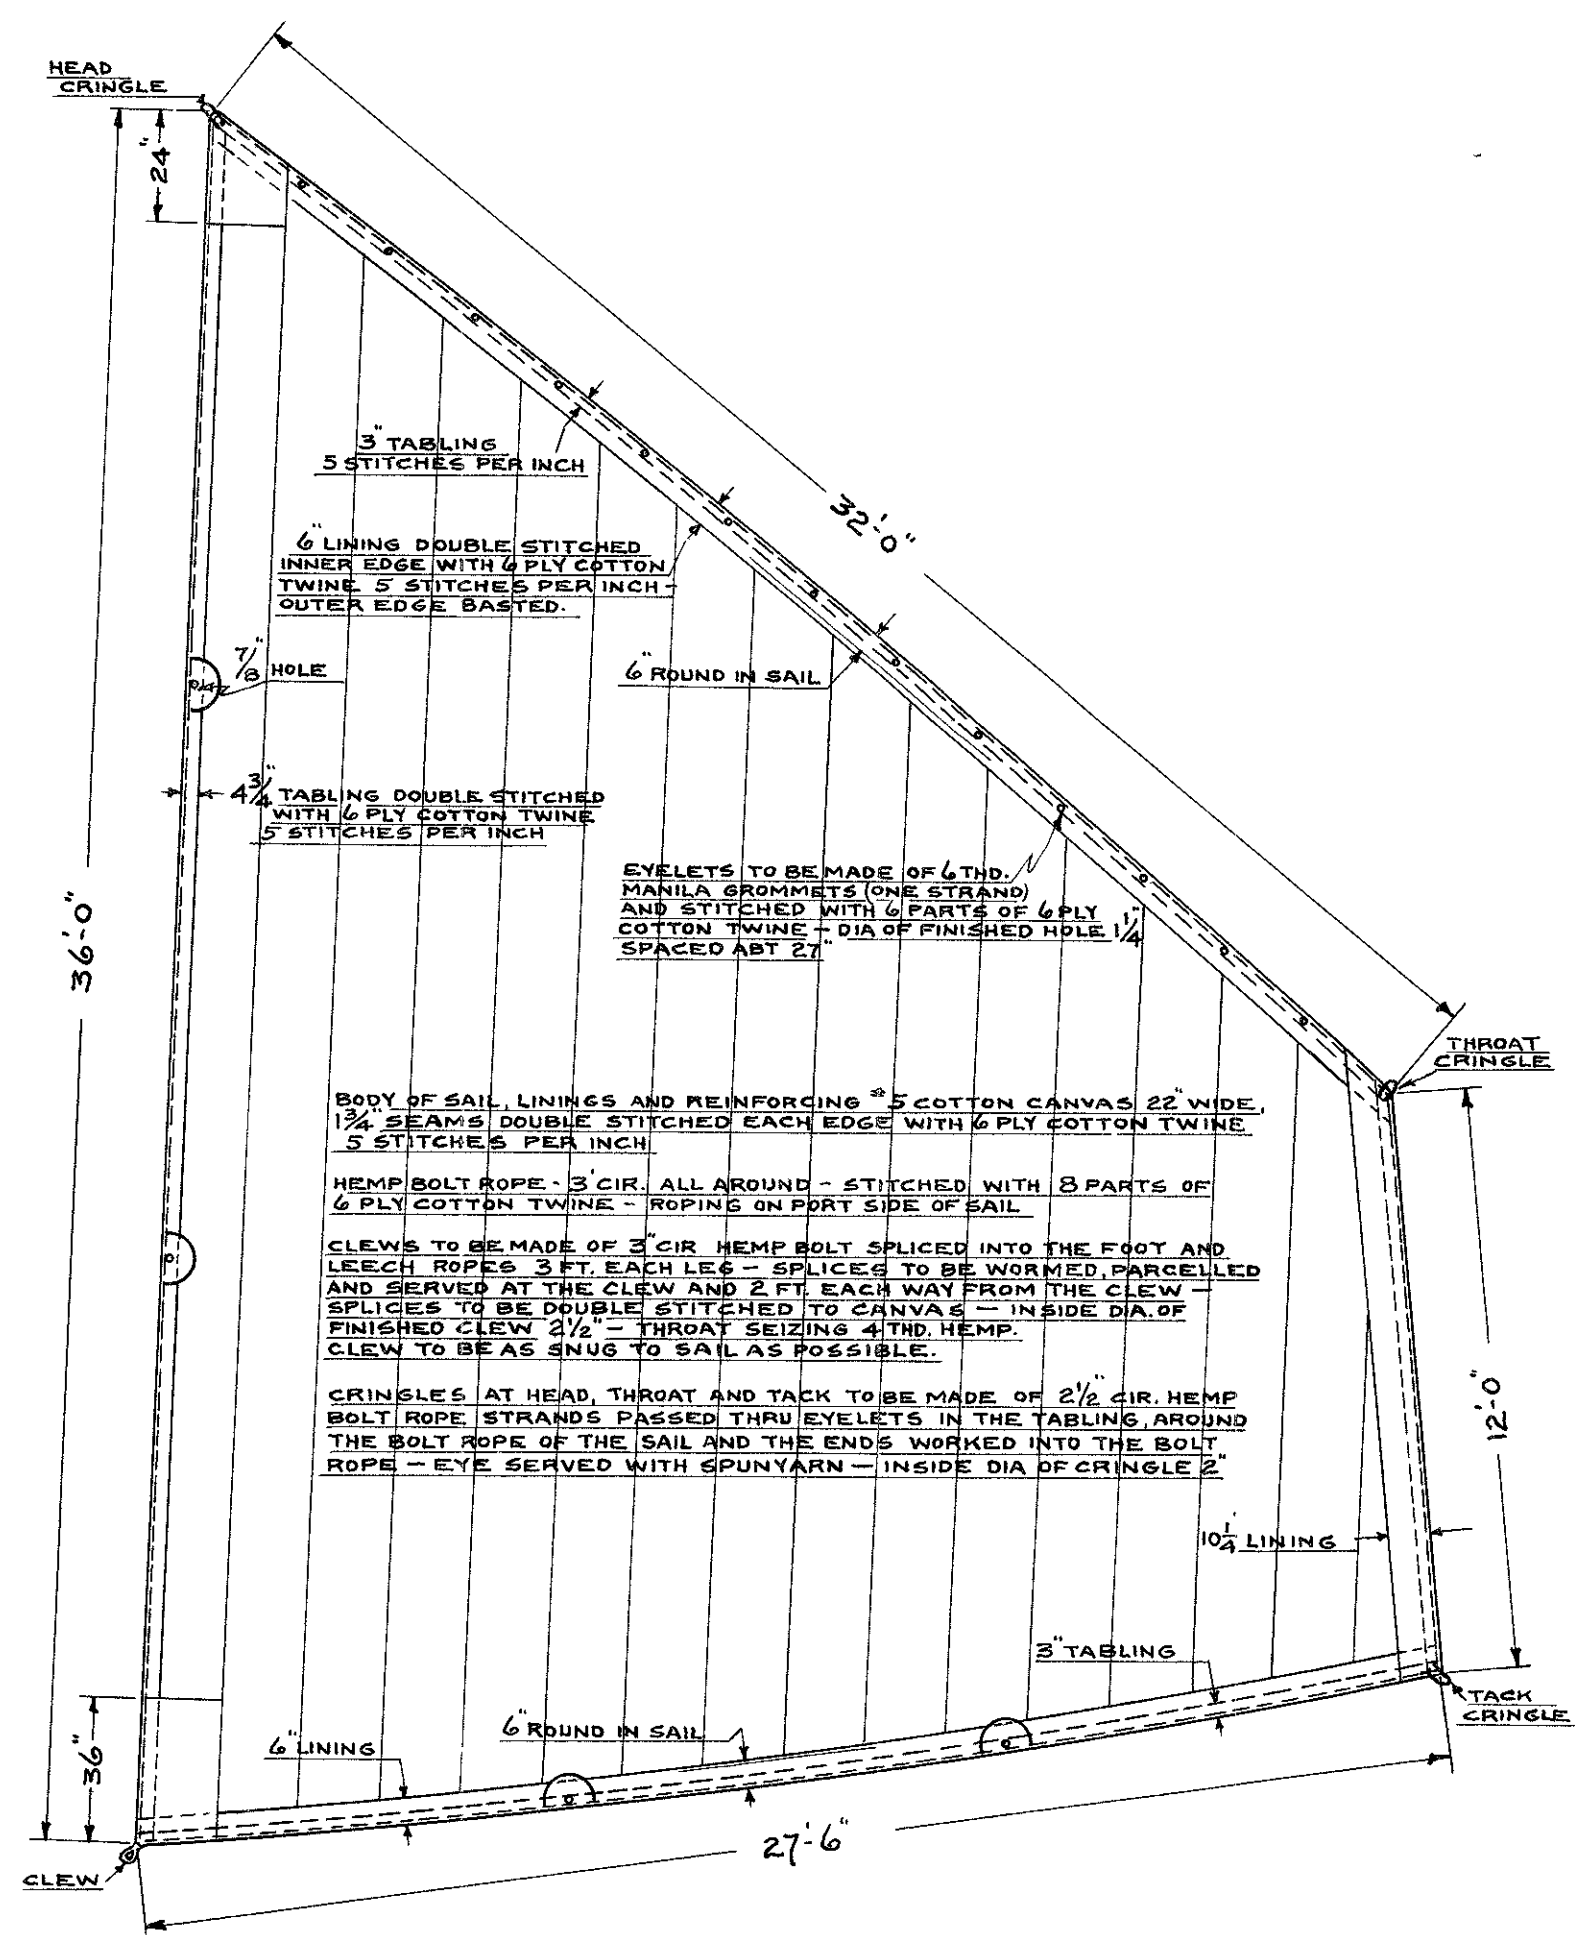 HEAD
CRINGLE
24"
32'-0"
3" TABLING
5 STITCHES PER INCH
6" LINING DOUBLE STITCHED
INNER EDGE WITH 6 PLY COTTON
TWINE 5 STITCHES PER INCH -
OUTER EDGE BASTED.
7/8" HOLE
6" ROUND IN SAIL
4 3/4" TABLING DOUBLE STITCHED
WITH 6 PLY COTTON TWINE
5 STITCHES PER INCH
36'-0"
EYELETS TO BE MADE OF 6 THD.
MANILA GROMMETS (ONE STRAND)
AND STITCHED WITH 6 PARTS OF 6 PLY
COTTON TWINE - DIA OF FINISHED HOLE 1 1/4"
SPACED ABT 27"
THROAT
CRINGLE
BODY OF SAIL, LININGS AND REINFORCING #5 COTTON CANVAS 22" WIDE,
1 3/4" SEAMS DOUBLE STITCHED EACH EDGE WITH 6 PLY COTTON TWINE
5 STITCHES PER INCH
HEMP BOLT ROPE - 3' CIR. ALL AROUND - STITCHED WITH 8 PARTS OF
6 PLY COTTON TWINE - ROPING ON PORT SIDE OF SAIL
CLEWS TO BE MADE OF 3" CIR HEMP BOLT SPLICED INTO THE FOOT AND
LEECH ROPES 3 FT. EACH LEG - SPLICES TO BE WORMED, PARCELLED
AND SERVED AT THE CLEW AND 2 FT. EACH WAY FROM THE CLEW -
SPLICES TO BE DOUBLE STITCHED TO CANVAS - INSIDE DIA. OF
FINISHED CLEW 2 1/2" - THROAT SEIZING 4 THD. HEMP.
CLEW TO BE AS SNUG TO SAIL AS POSSIBLE.
CRINGLES AT HEAD, THROAT AND TACK TO BE MADE OF 2 1/2" CIR. HEMP
BOLT ROPE STRANDS PASSED THRU EYELETS IN THE TABLING, AROUND
THE BOLT ROPE OF THE SAIL AND THE ENDS WORKED INTO THE BOLT
ROPE - EYE SERVED WITH SPUNYARN - INSIDE DIA OF CRINGLE 2"
12'-0"
10 1/4' LINING
3" TABLING
TACK
CRINGLE
6" ROUND IN SAIL
6" LINING
36"
27'-6"
CLEW